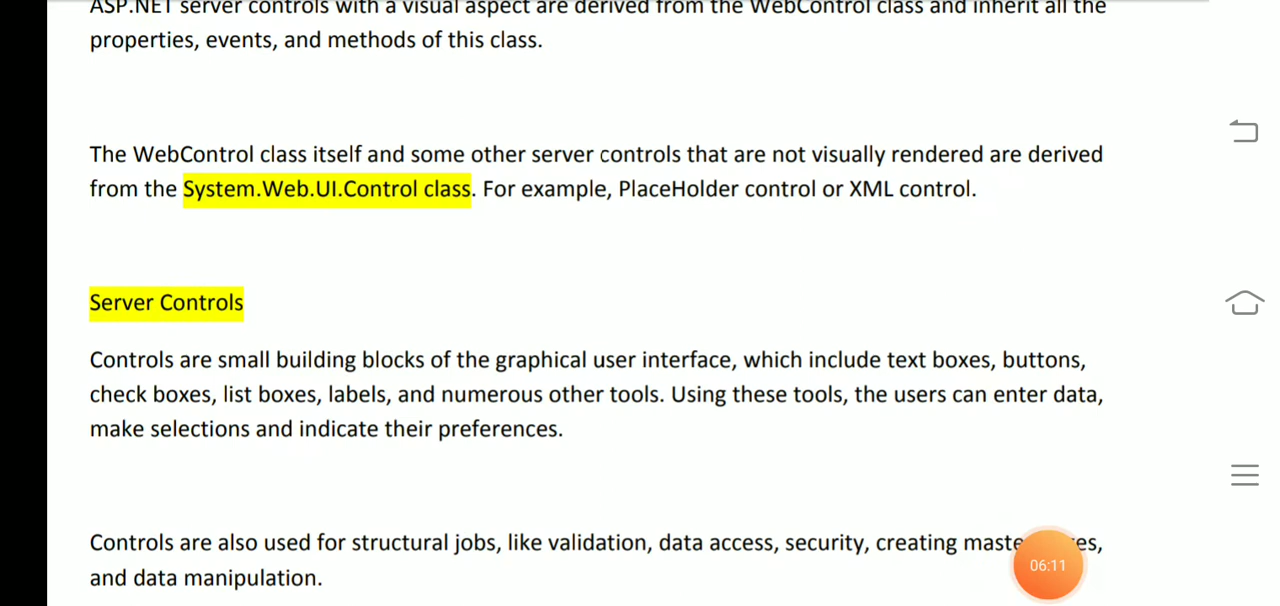 ASP.NET server controls with a visual aspect are derived from the WebControl class and inherit all the
properties, events, and methods of this class.
The WebControl class itself and some other server controls that are not visually rendered are derived
from the System.Web.UI.Control class. For example, PlaceHolder control or XML control.
Server Controls
Controls are small building blocks of the graphical user interface, which include text boxes, buttons,
check boxes, list boxes, labels, and numerous other tools. Using these tools, the users can enter data,
make selections and indicate their preferences.
Controls are also used for structural jobs, like validation, data access, security, creating
and data manipulation.
06:11